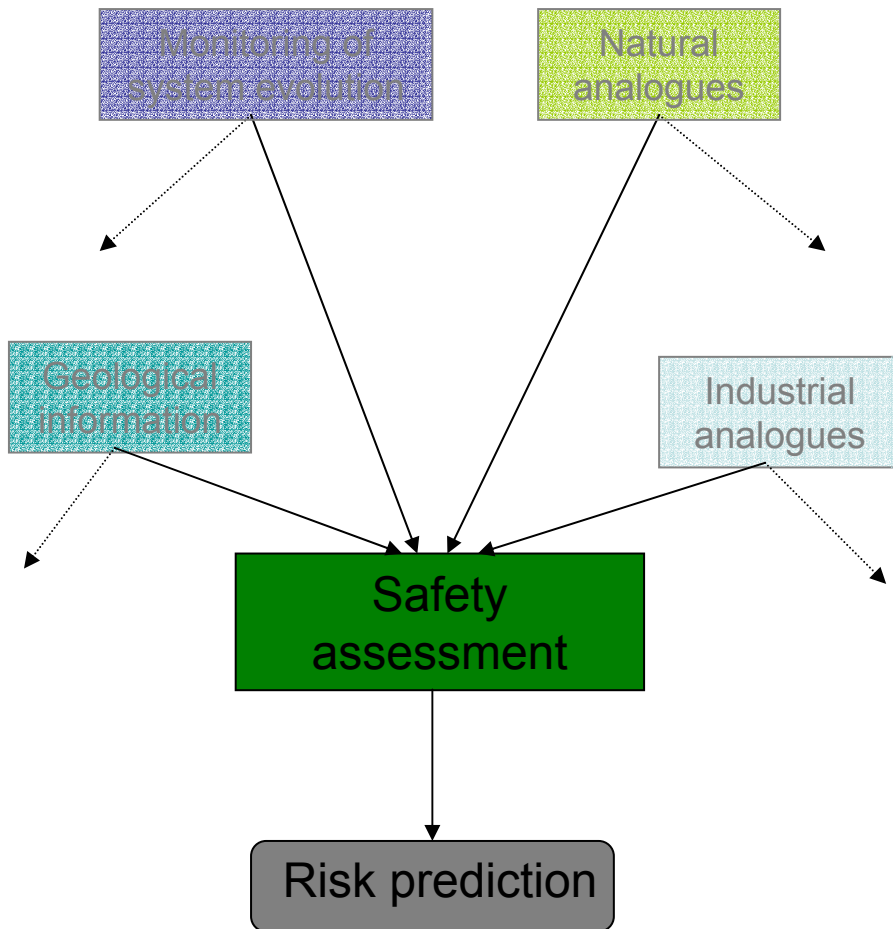 Monitoring of
system evolution
Natural
analogues
Geological
information
Industrial
analogues
Safety
assessment
Risk prediction